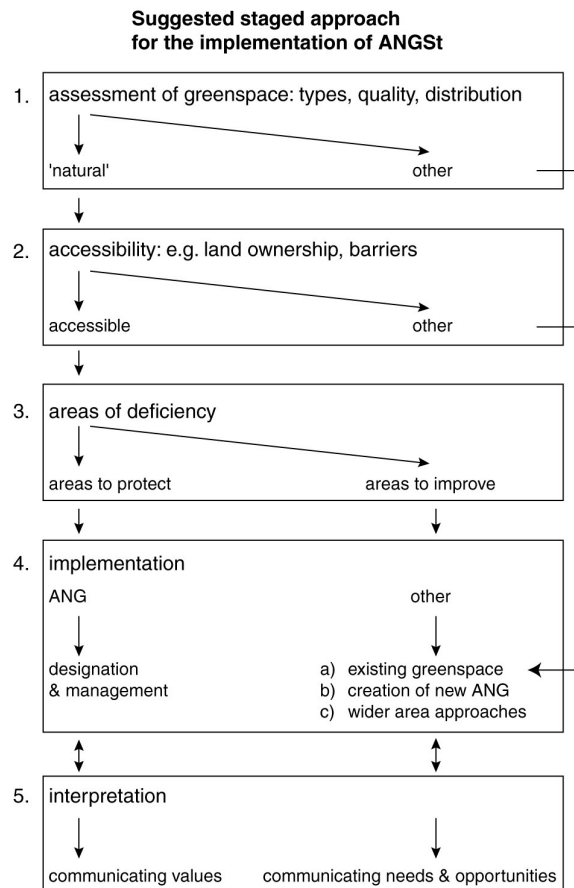 Suggested staged approach
for the implementation of ANGSt
1. assessment of greenspace: types, quality, distribution
'natural' other
2. accessibility: e.g. land ownership, barriers
accessible other
3. areas of deficiency
areas to protect areas to improve
4. implementation
ANG other
designation
& management
a) existing greenspace
b) creation of new ANG
c) wider area approaches
5. interpretation
communicating values communicating needs & opportunities